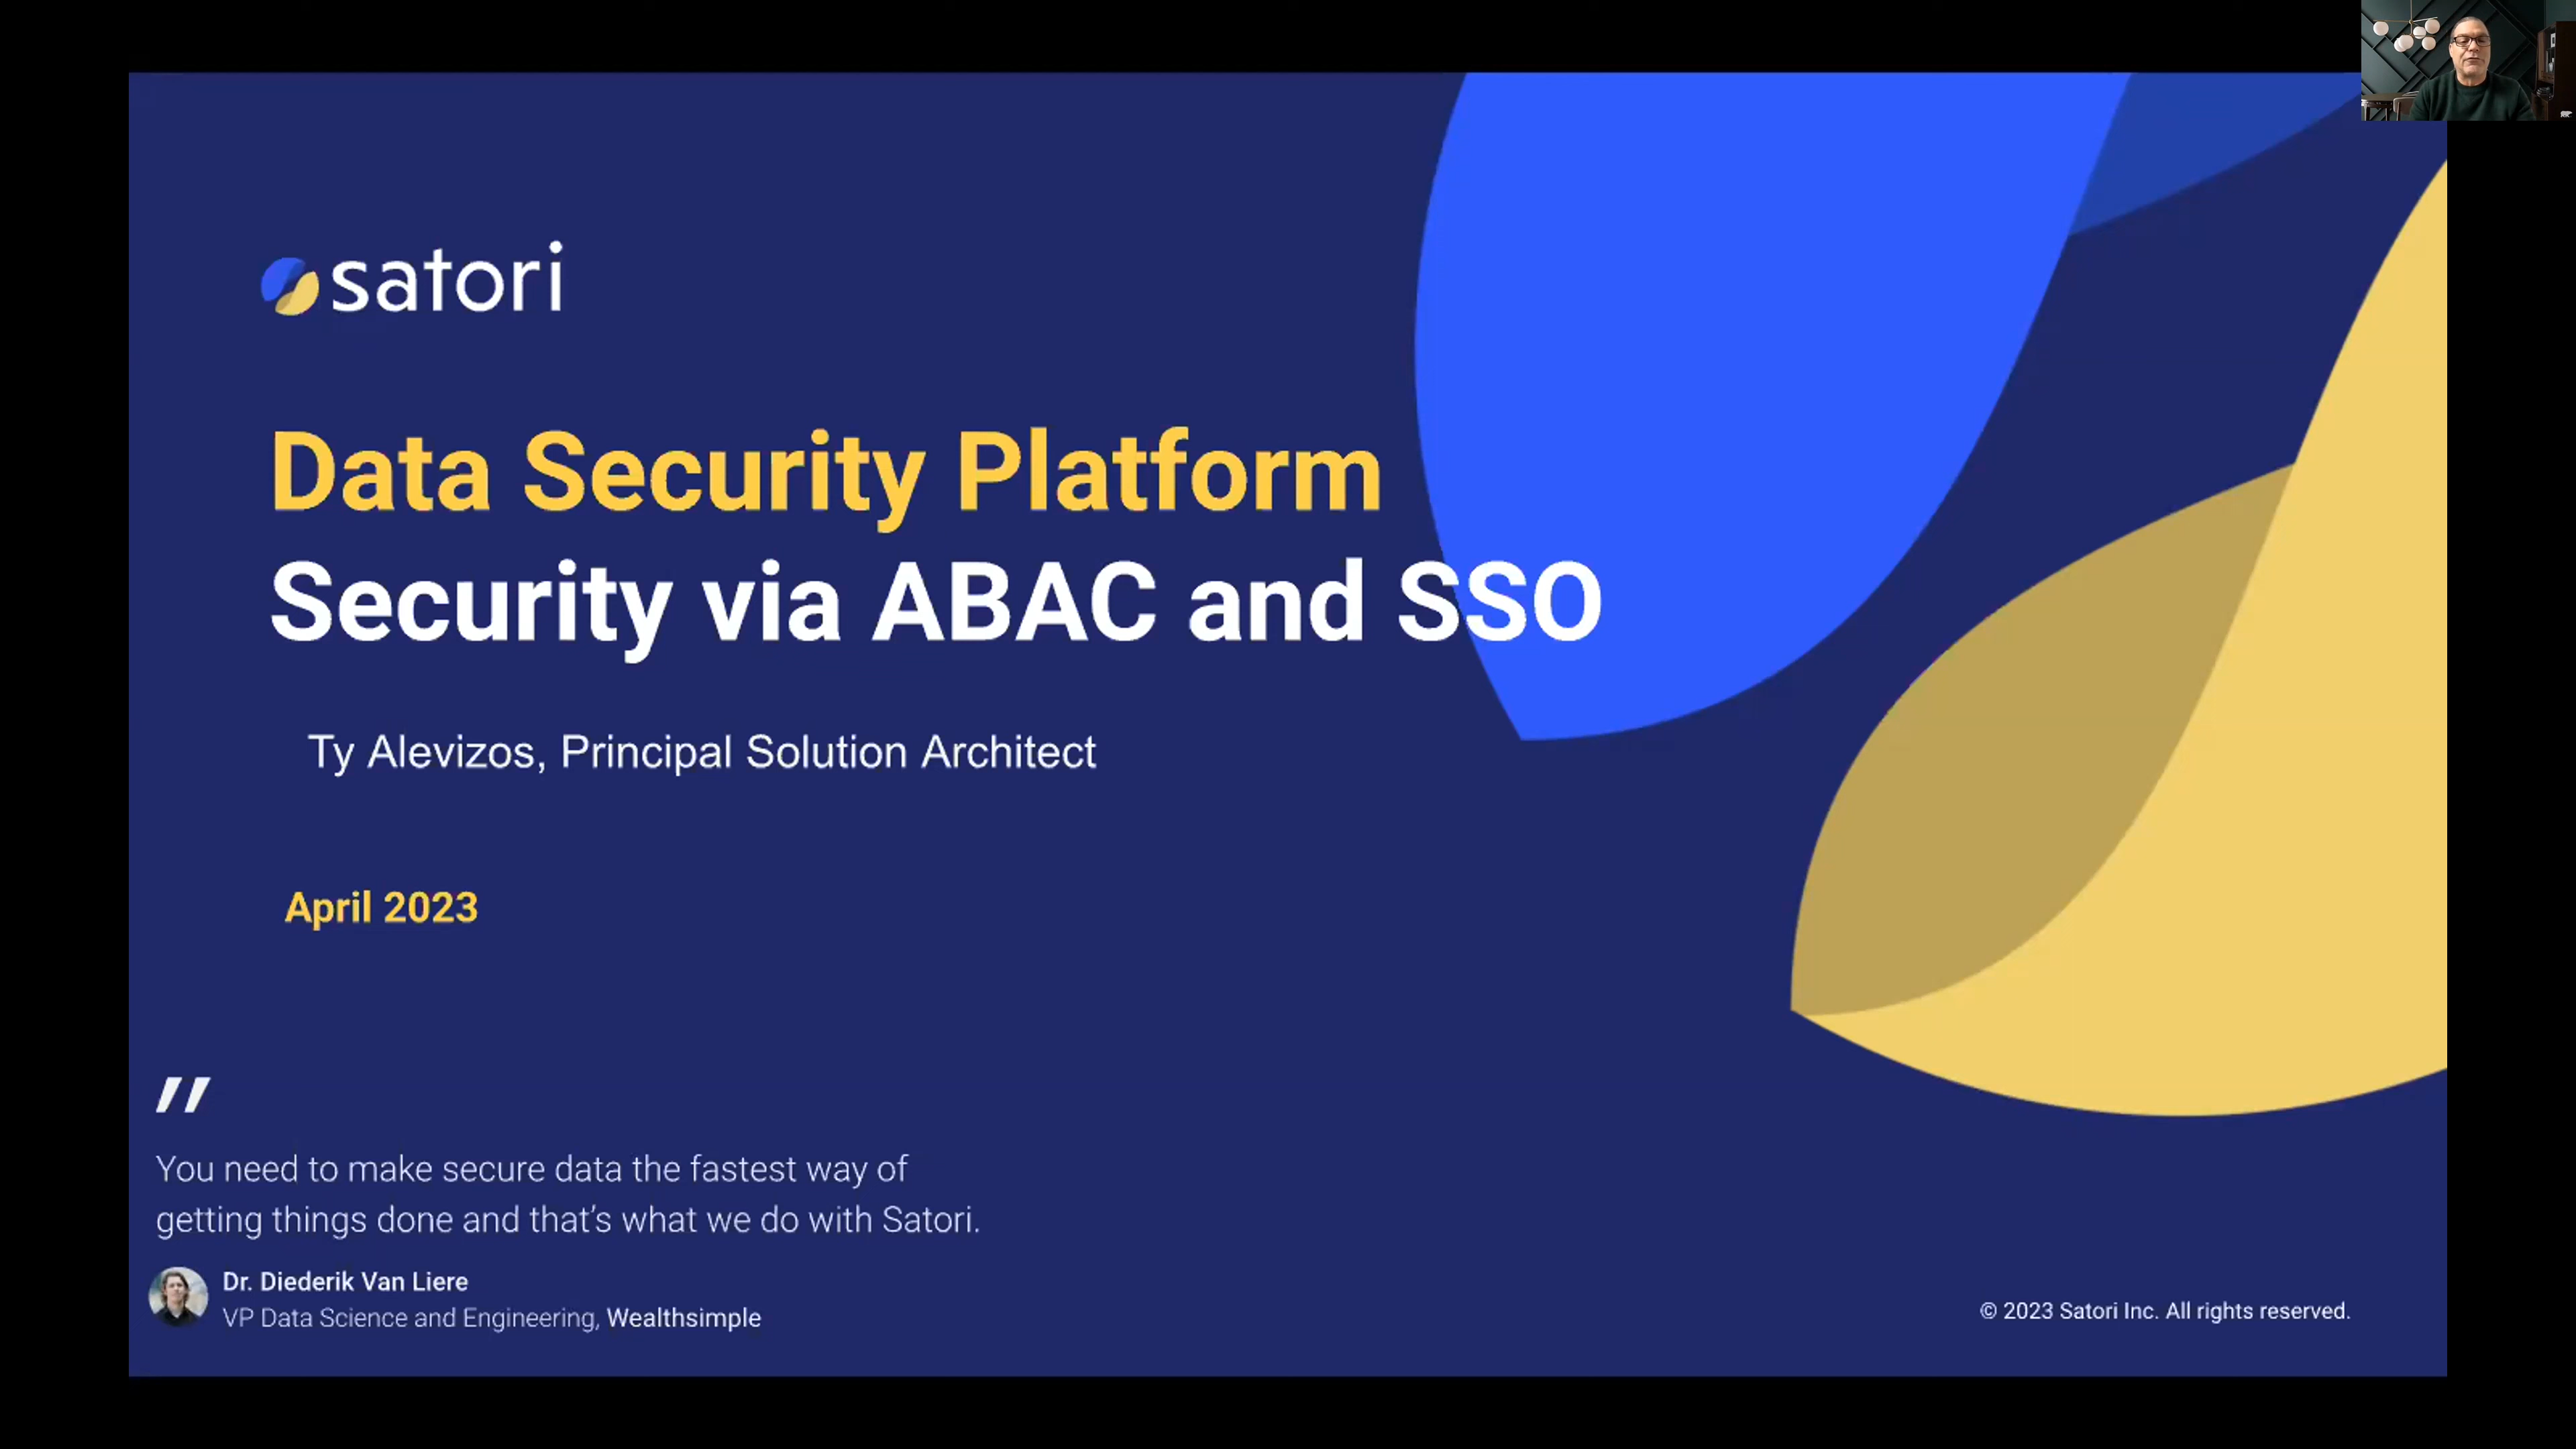 satori
Data Security Platform
Security via ABAC and SSO
Ty Alevizos, Principal Solution Architect
April 2023
"
You need to make secure data the fastest way of
getting things done and that's what we do with Satori.
Dr. Diederik Van Liere
VP Data Science and Engineering, Wealthsimple
© 2023 Satori Inc. All rights reserved.